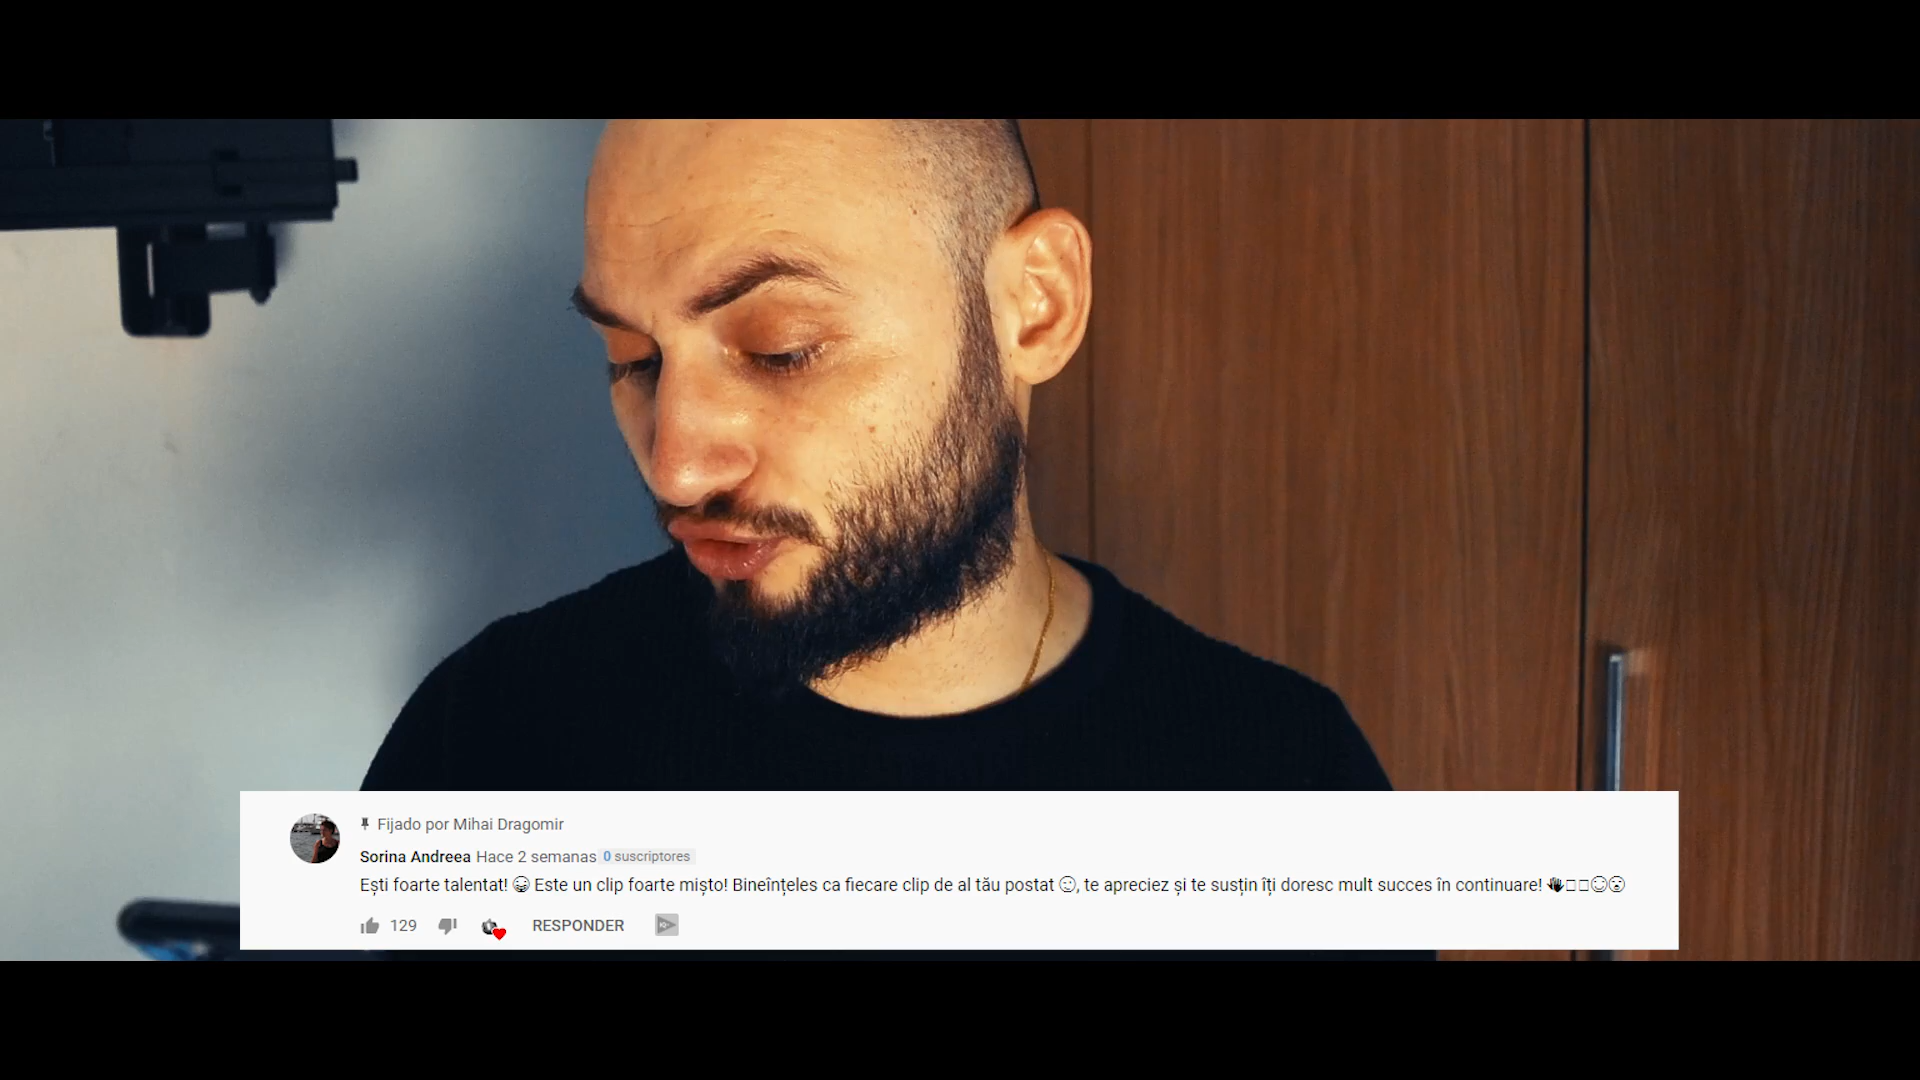 Fijado por Mihai Dragomir
Sorina Andreea Hace 2 semanas 0 suscriptores
Ești foarte talentat! 😀 Este un clip foarte mișto! Bineînțeles ca fiecare clip de al tău postat 😉, te apreciez și te susțin îți doresc mult succes în continuare! 👋□□☺😮
129 RESPONDER